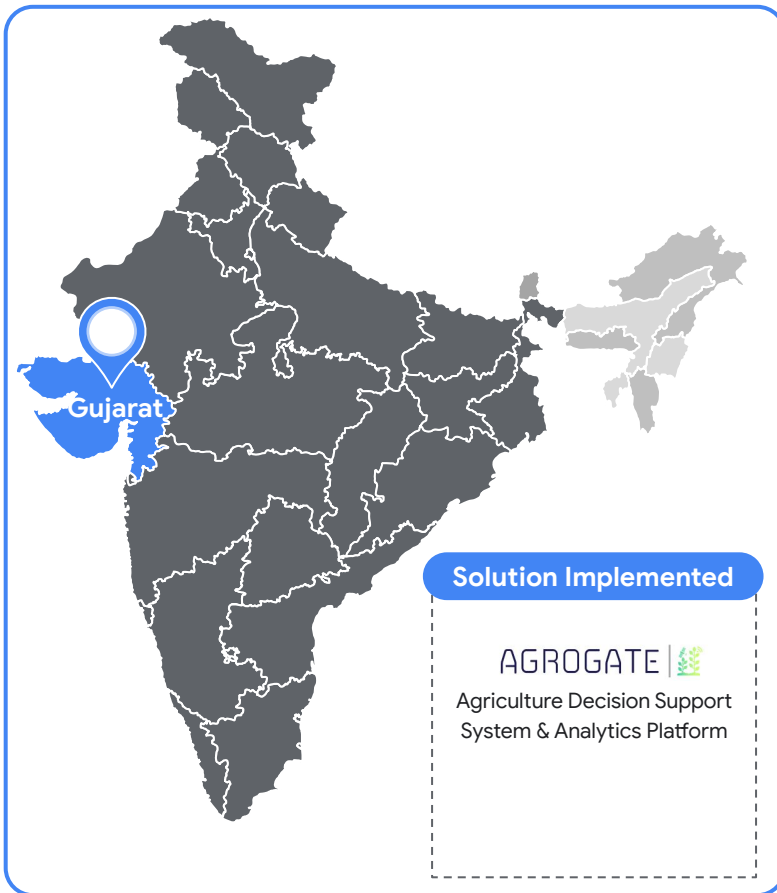 Gujarat
Solution Implemented
AGROGATE
Agriculture Decision Support
System & Analytics Platform